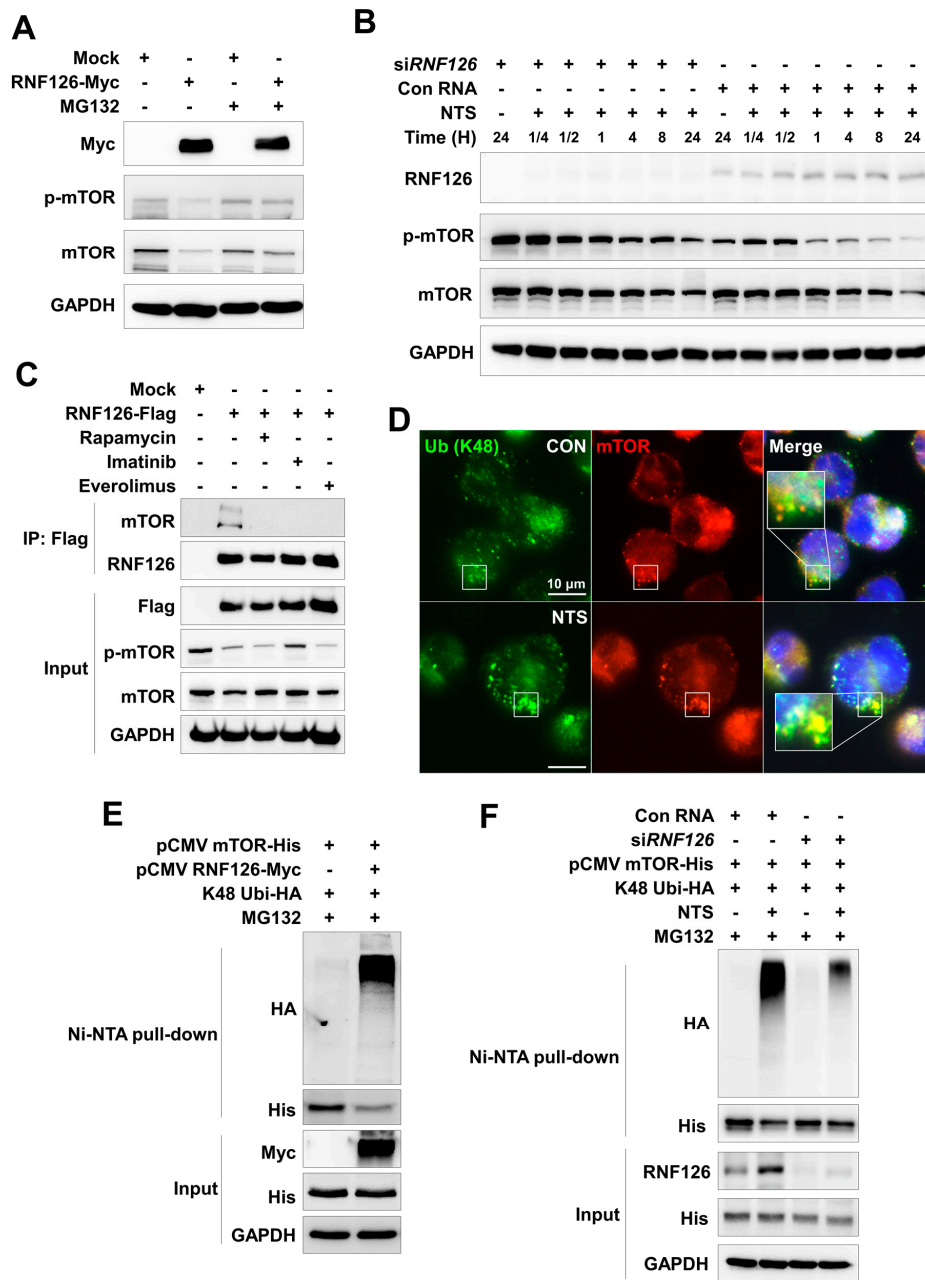 A
Mock + - + -
RNF126-Myc - + - +
MG132 - - + +
Myc
p-mTOR
mTOR
GAPDH
B
siRNF126 + + + + + + + - - - - - - -
Con RNA - - - - - - - + + + + + + +
NTS - + + + + + + - + + + + + +
Time (H) 24 1/4 1/2 1 4 8 24 24 1/4 1/2 1 4 8 24
RNF126
p-mTOR
mTOR
GAPDH
C
Mock + - - - -
RNF126-Flag - + + + +
Rapamycin - - + - -
Imatinib - - - + -
Everolimus - - - - +
IP: Flag
mTOR
RNF126
Input
Flag
p-mTOR
mTOR
GAPDH
D
Ub (K48) CON mTOR Merge
10 μm
NTS
E
pCMV mTOR-His + +
pCMV RNF126-Myc - +
K48 Ubi-HA + +
MG132 + +
Ni-NTA pull-down
HA
His
Input
Myc
His
GAPDH
F
Con RNA + + - -
siRNF126 - - + +
pCMV mTOR-His + + + +
K48 Ubi-HA + + + +
NTS - + - +
MG132 + + + +
Ni-NTA pull-down
HA
His
Input
RNF126
His
GAPDH